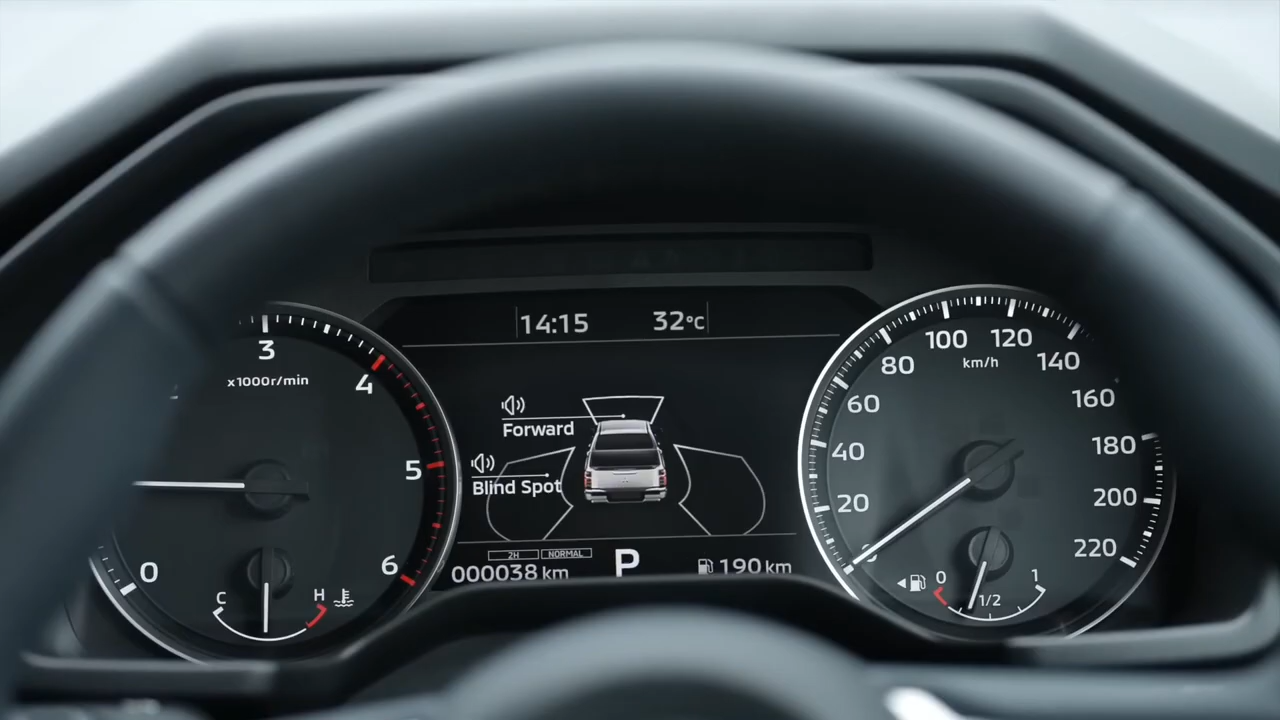 14:15 32°C
3
x1000r/min
4
5
6
0
C H
Forward
Blind Spot
2H NORMAL
000038 km P 190 km
0
20
40
60
80
100
120
140
160
180
200
220
km/h
0 1/2 1